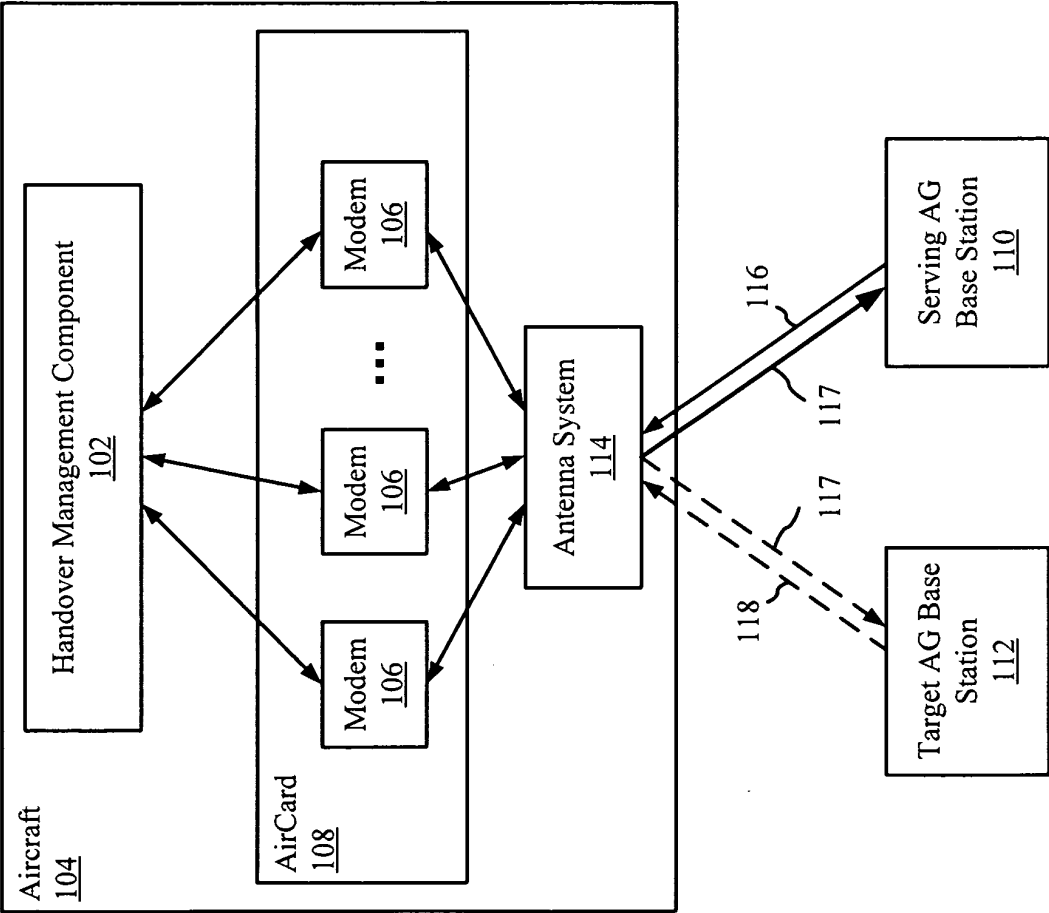 Aircraft
104
Handover Management Component
102
AirCard
108
Modem
106
Modem
106
...
Modem
106
Antenna System
114
118
117
117
116
Target AG Base
Station
112
Serving AG
Base Station
110